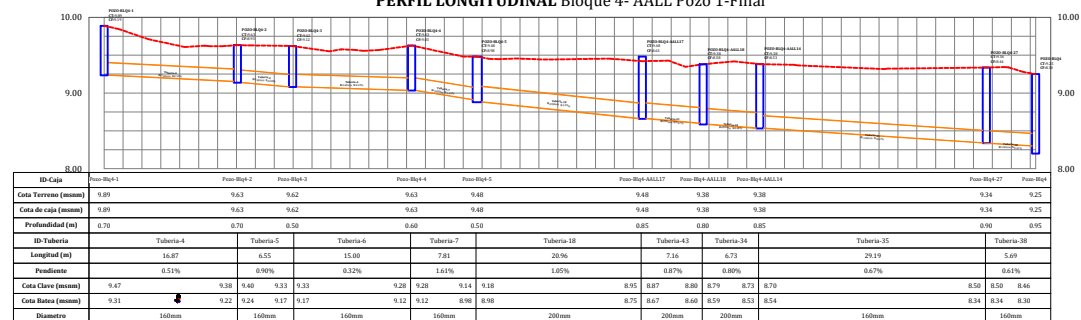 PERFIL LONGITUDINAL Bloque 4- AALL Pozo 1-Final
10.00 10.00
9.00 9.00
8.00 8.00
ID-Caja Pozo-Blq4-1 Pozo-Blq4-2 Pozo-Blq4-3 Pozo-Blq4-4 Pozo-Blq4-5 Pozo-Blq4-AALL17 Pozo-Blq4-AALL18 Pozo-Blq4-AALL14 Pozo-Blq4-27 Pozo-Blq4
Cota Terreno (msnm) 9.89 9.63 9.62 9.63 9.48 9.48 9.38 9.38 9.34 9.25
Cota de caja (msnm) 9.89 9.63 9.62 9.63 9.48 9.48 9.38 9.38 9.34 9.25
Profundidad (m) 0.70 0.70 0.50 0.60 0.50 0.85 0.80 0.85 0.90 0.95
ID-Tuberia Tuberia-4 Tuberia-5 Tuberia-6 Tuberia-7 Tuberia-18 Tuberia-43 Tuberia-34 Tuberia-35 Tuberia-38
Longitud (m) 16.87 6.55 15.00 7.81 20.96 7.16 6.73 29.19 5.69
Pendiente 0.51% 0.90% 0.32% 1.61% 1.05% 0.87% 0.80% 0.67% 0.61%
Cota Clave (msnm) 9.47 9.38 9.40 9.33 9.33 9.28 9.28 9.14 9.18 8.95 8.87 8.80 8.79 8.73 8.70 8.50 8.50 8.46
Cota Batea (msnm) 9.31 9.22 9.24 9.17 9.17 9.12 9.12 8.98 8.98 8.75 8.67 8.60 8.59 8.53 8.54 8.34 8.34 8.30
Diametro 160mm 160mm 160mm 160mm 200mm 200mm 200mm 160mm 160mm